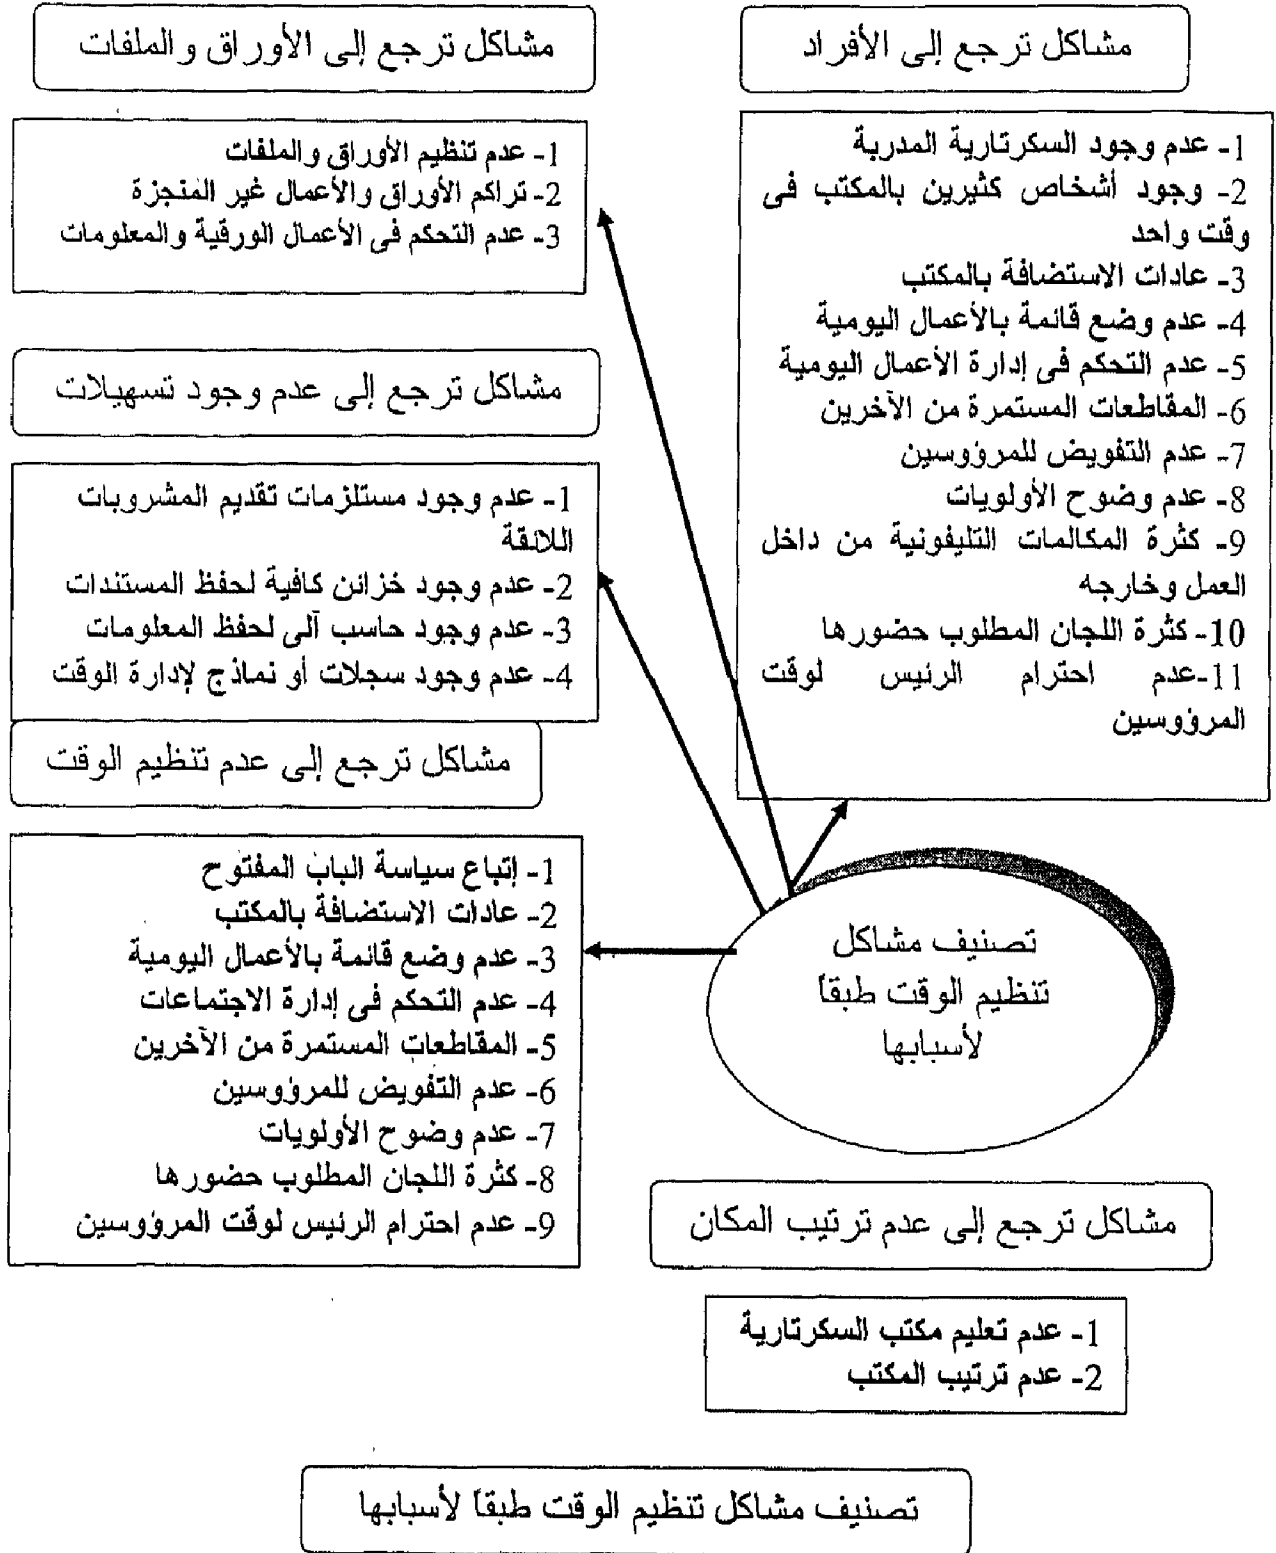 مشاكل ترجع إلى الأفراد
1- عدم وجود السكرتارية المدربة
2- وجود أشخاص كثيرين بالمكتب فى
وقت واحد
3- عادات الاستضافة بالمكتب
4- عدم وضع قائمة بالأعمال اليومية
5- عدم التحكم فى إدارة الأعمال اليومية
6- المقاطعات المستمرة من الآخرين
7- عدم التفويض للمرؤوسين
8- عدم وضوح الأولويات
9- كثرة المكالمات التليفونية من داخل
العمل وخارجه
10- كثرة اللجان المطلوب حضورها
11-عدم احترام الرئيس لوقت
المرؤوسين
مشاكل ترجع إلى الأوراق والملفات
1- عدم تنظيم الأوراق والملفات
2- تراكم الأوراق والأعمال غير المنجزة
3- عدم التحكم فى الأعمال الورقية والمعلومات
مشاكل ترجع إلى عدم وجود تسهيلات
1- عدم وجود مستلزمات تقديم المشروبات
اللائقة
2- عدم وجود خزائن كافية لحفظ المستندات
3- عدم وجود حاسب آلى لحفظ المعلومات
4- عدم وجود سجلات أو نماذج لإدارة الوقت
مشاكل ترجع إلى عدم تنظيم الوقت
1- إتباع سياسة الباب المفتوح
2- عادات الاستضافة بالمكتب
3- عدم وضع قائمة بالأعمال اليومية
4- عدم التحكم فى إدارة الاجتماعات
5- المقاطعات المستمرة من الآخرين
6- عدم التفويض للمرؤوسين
7- عدم وضوح الأولويات
8- كثرة اللجان المطلوب حضورها
9- عدم احترام الرئيس لوقت المرؤوسين
تصنيف مشاكل
تنظيم الوقت طبقاً
لأسبابها
مشاكل ترجع إلى عدم ترتيب المكان
1- عدم تعليم مكتب السكرتارية
2- عدم ترتيب المكتب
تصنيف مشاكل تنظيم الوقت طبقاً لأسبابها